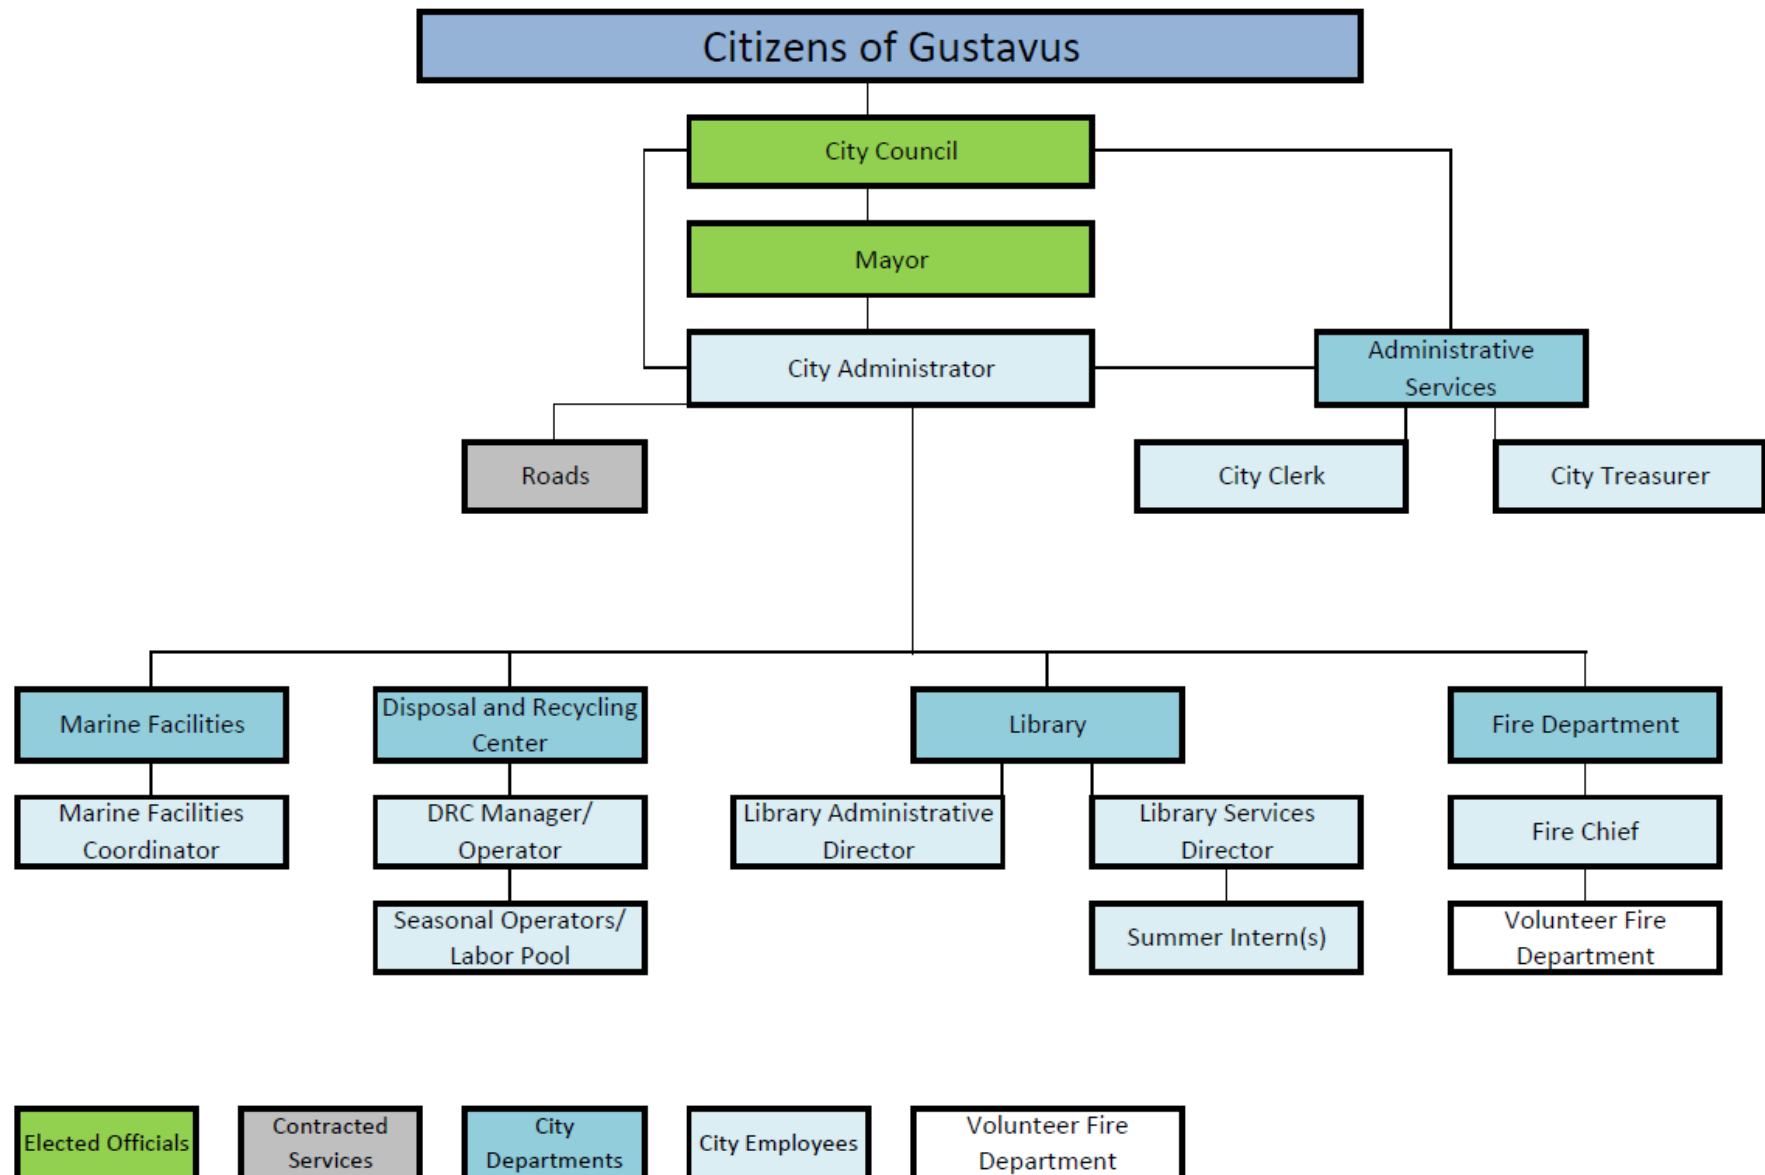 Citizens of Gustavus
City Council
Mayor
City Administrator
Administrative
Services
Roads
City Clerk
City Treasurer
Marine Facilities
Disposal and Recycling
Center
Library
Fire Department
Marine Facilities
Coordinator
DRC Manager/
Operator
Library Administrative
Director
Library Services
Director
Fire Chief
Seasonal Operators/
Labor Pool
Summer Intern(s)
Volunteer Fire
Department
Elected Officials
Contracted
Services
City
Departments
City Employees
Volunteer Fire
Department